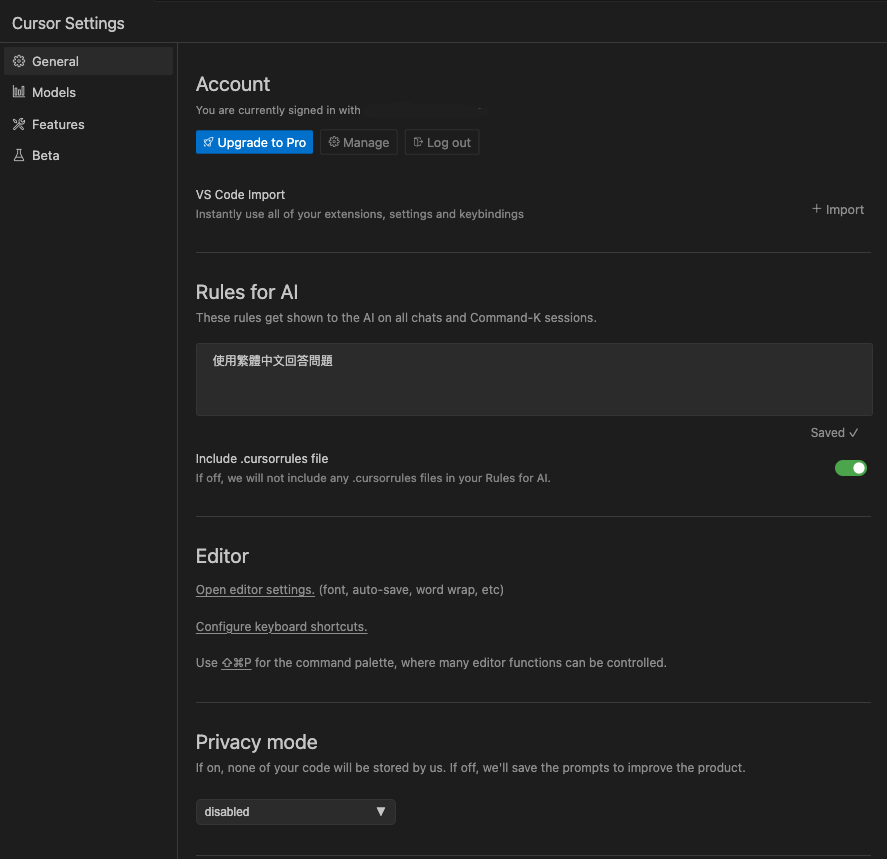 Cursor Settings
General
Models
Features
Beta
Account
You are currently signed in with
Upgrade to Pro
Manage
Log out
VS Code Import
Instantly use all of your extensions, settings and keybindings
+ Import
Rules for AI
These rules get shown to the AI on all chats and Command-K sessions.
使用繁體中文回答問題
Saved ✓
Include .cursorrules file
If off, we will not include any .cursorrules files in your Rules for AI.
Editor
Open editor settings. (font, auto-save, word wrap, etc)
Configure keyboard shortcuts.
Use ⇧⌘P for the command palette, where many editor functions can be controlled.
Privacy mode
If on, none of your code will be stored by us. If off, we'll save the prompts to improve the product.
disabled ▼